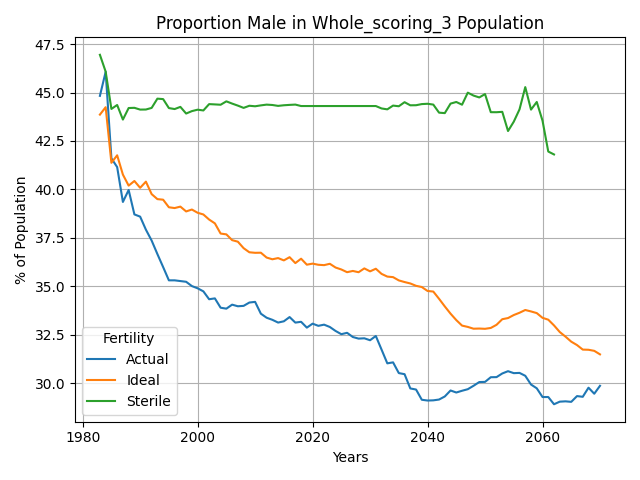 Proportion Male in Whole_scoring_3 Population
47.5
45.0
42.5
40.0
37.5
35.0
32.5
30.0
% of Population
Fertility
Actual
Ideal
Sterile
1980
2000
2020
2040
2060
Years